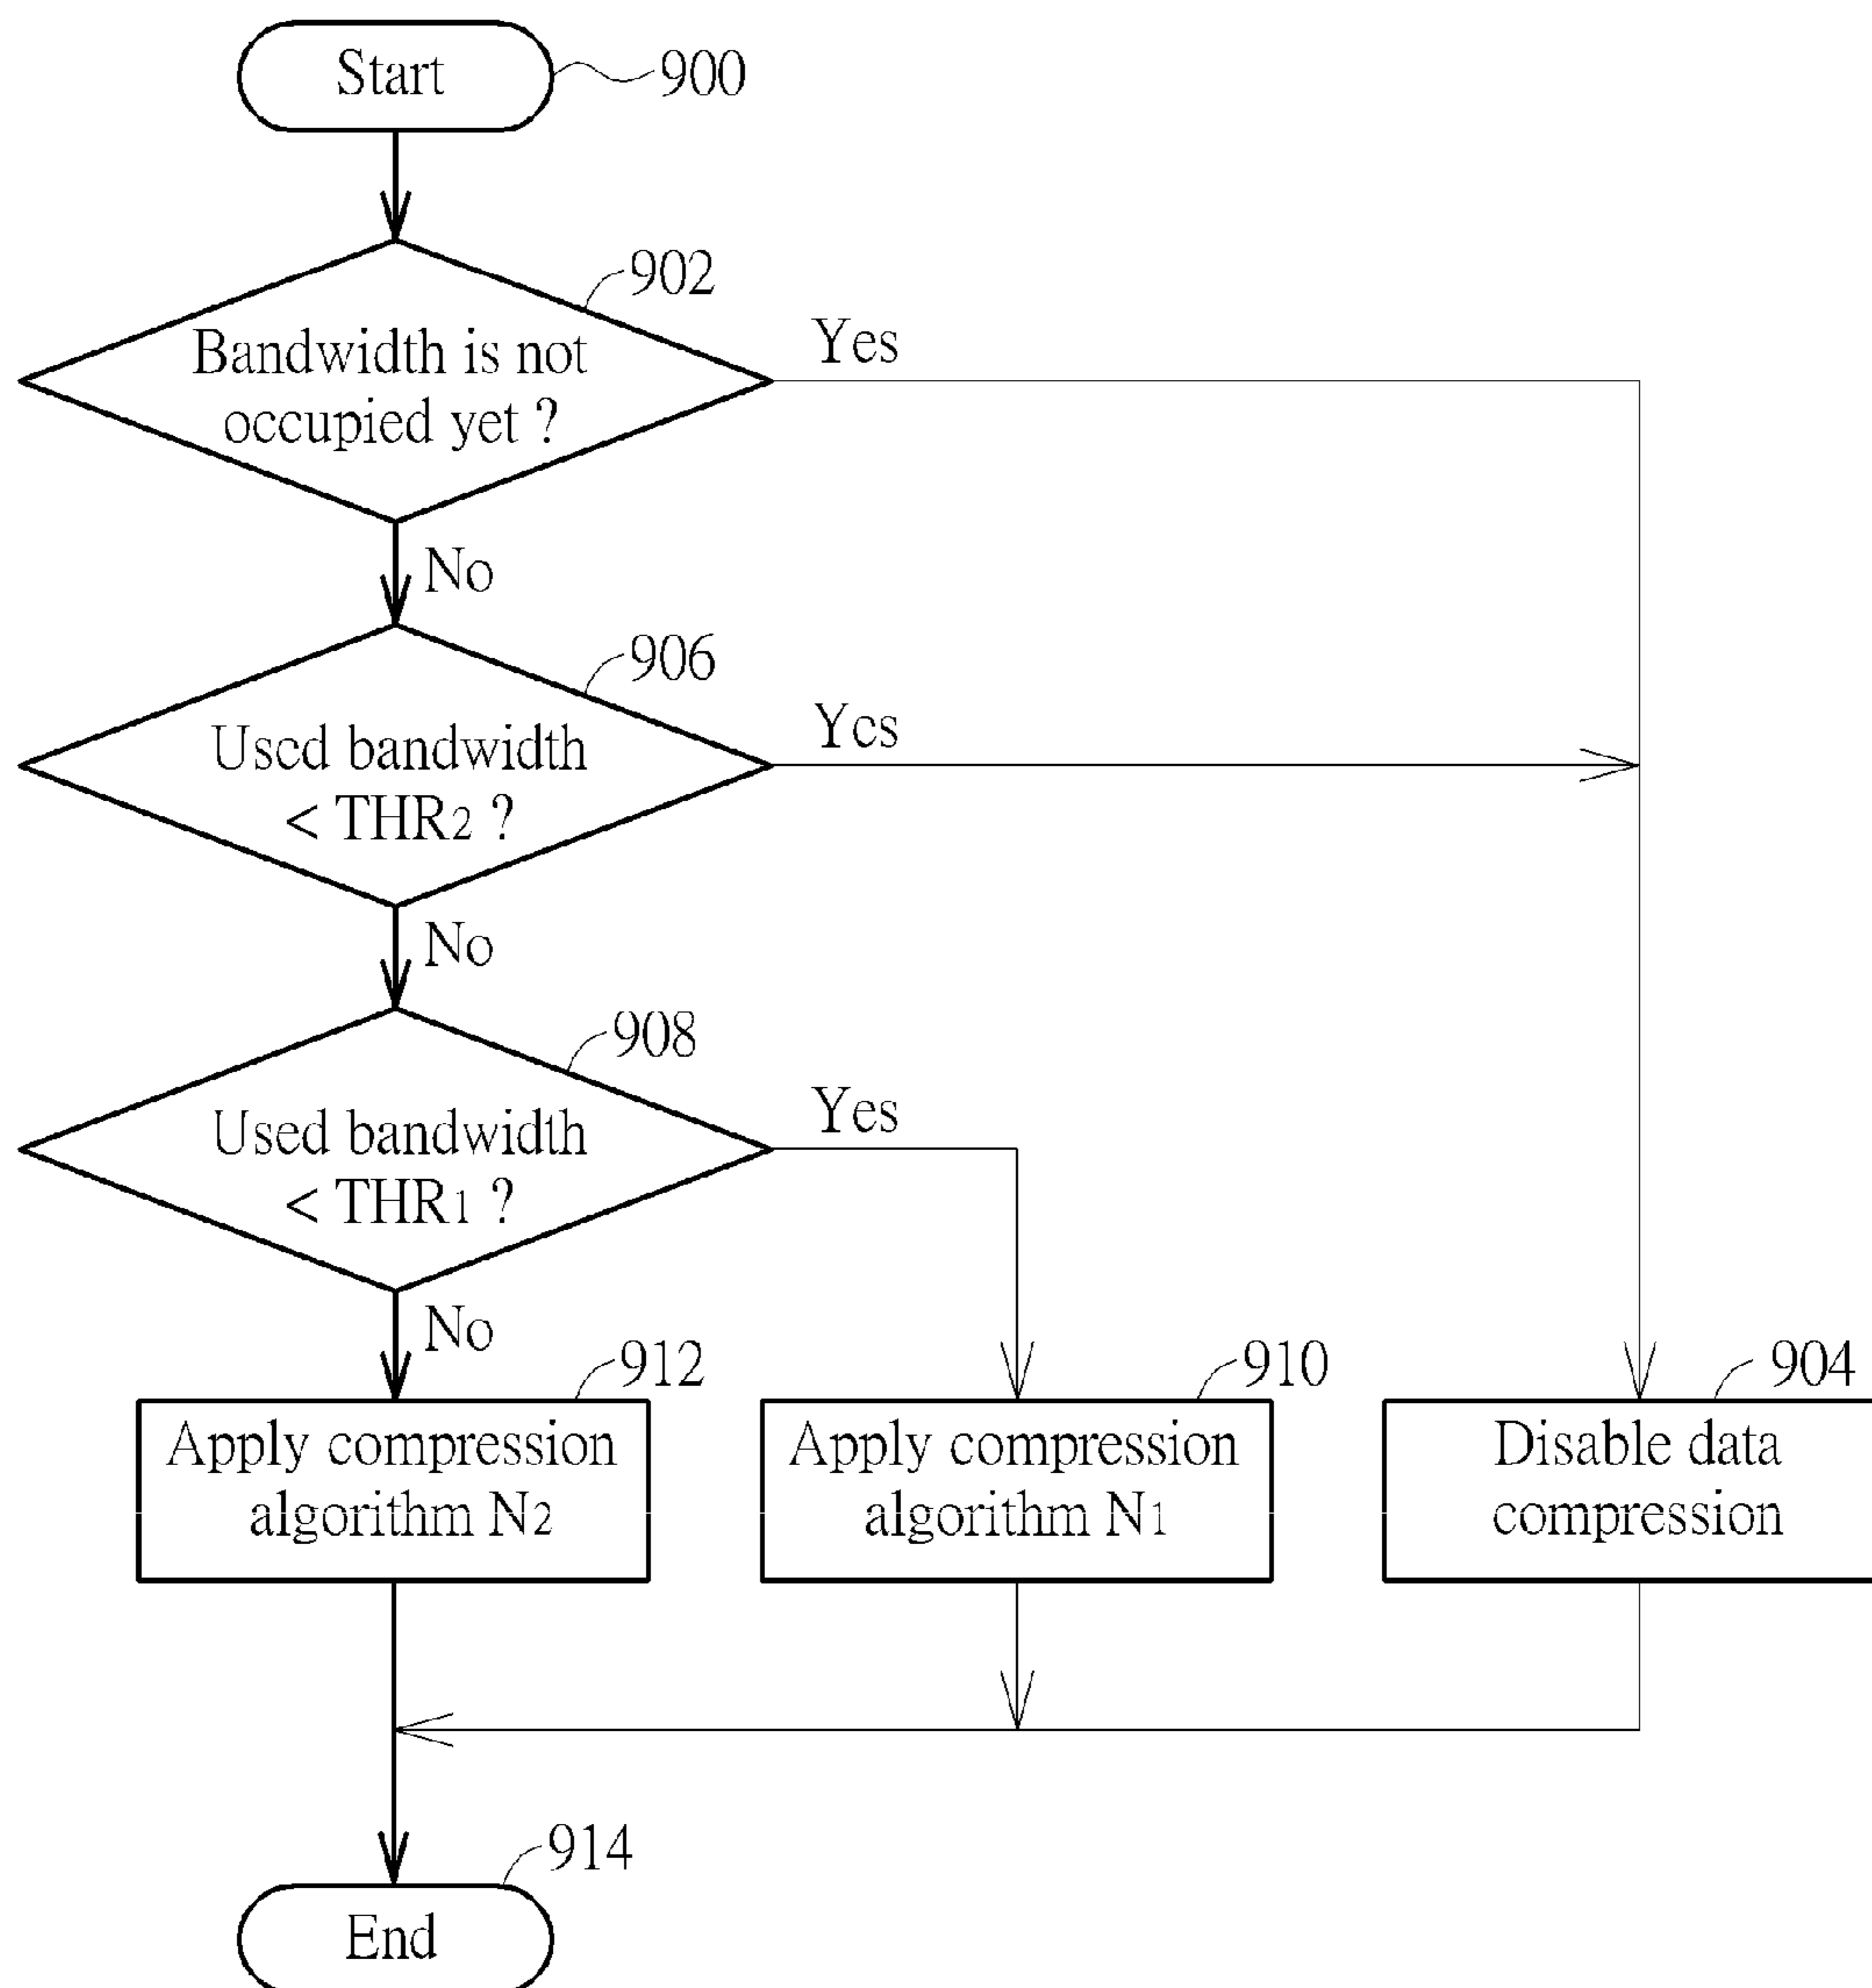 Start
900
902
Bandwidth is not
occupied yet ?
Yes
No
906
Used bandwidth
< THR2 ?
Yes
No
908
Used bandwidth
< THR1 ?
Yes
No
912
Apply compression
algorithm N2
910
Apply compression
algorithm N1
904
Disable data
compression
914
End